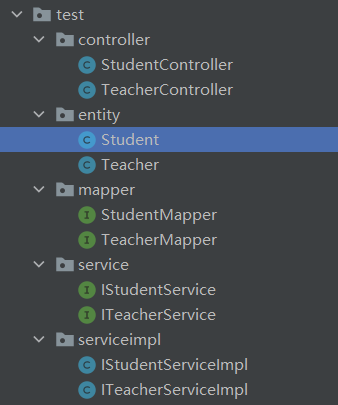 test
controller
StudentController
TeacherController
entity
Student
Teacher
mapper
StudentMapper
TeacherMapper
service
IStudentService
ITeacherService
serviceimpl
IStudentServiceImpl
ITeacherServiceImpl